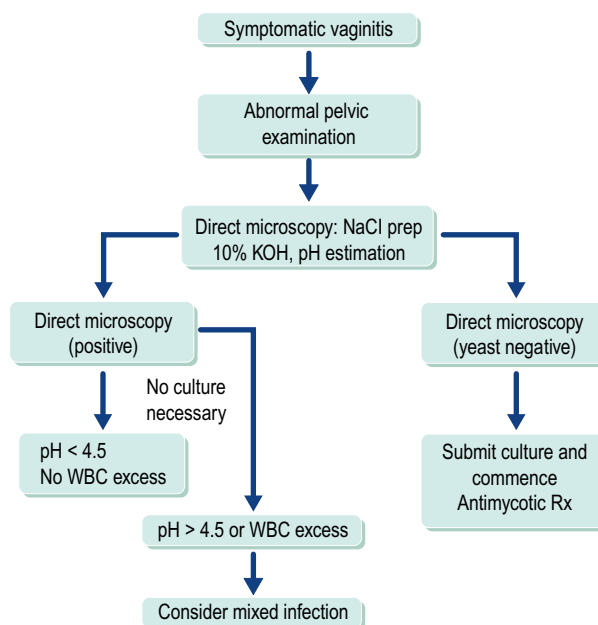 Symptomatic vaginitis
Abnormal pelvic
examination
Direct microscopy: NaCl prep
10% KOH, pH estimation
Direct microscopy
(positive)
Direct microscopy
(yeast negative)
No culture
necessary
pH < 4.5
No WBC excess
Submit culture and
commence
Antimycotic Rx
pH > 4.5 or WBC excess
Consider mixed infection